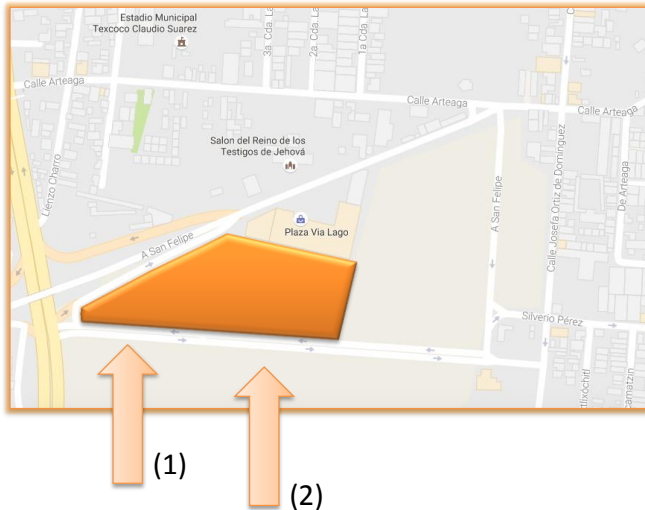 Estadio Municipal
Texcoco Claudio Suarez
3a. Cda. La
2a. Cda. La
1a Cda. La
Calle Arteaga
Calle Arteaga
Calle Arteaga
Lienzo Charro
Salon del Reino de los
Testigos de Jehová
Calle Josefa Ortiz de Dominguez
De Arteaga
A San Felipe
Plaza Via Lago
A San Felipe
Silverio Pérez
(1)
(2)